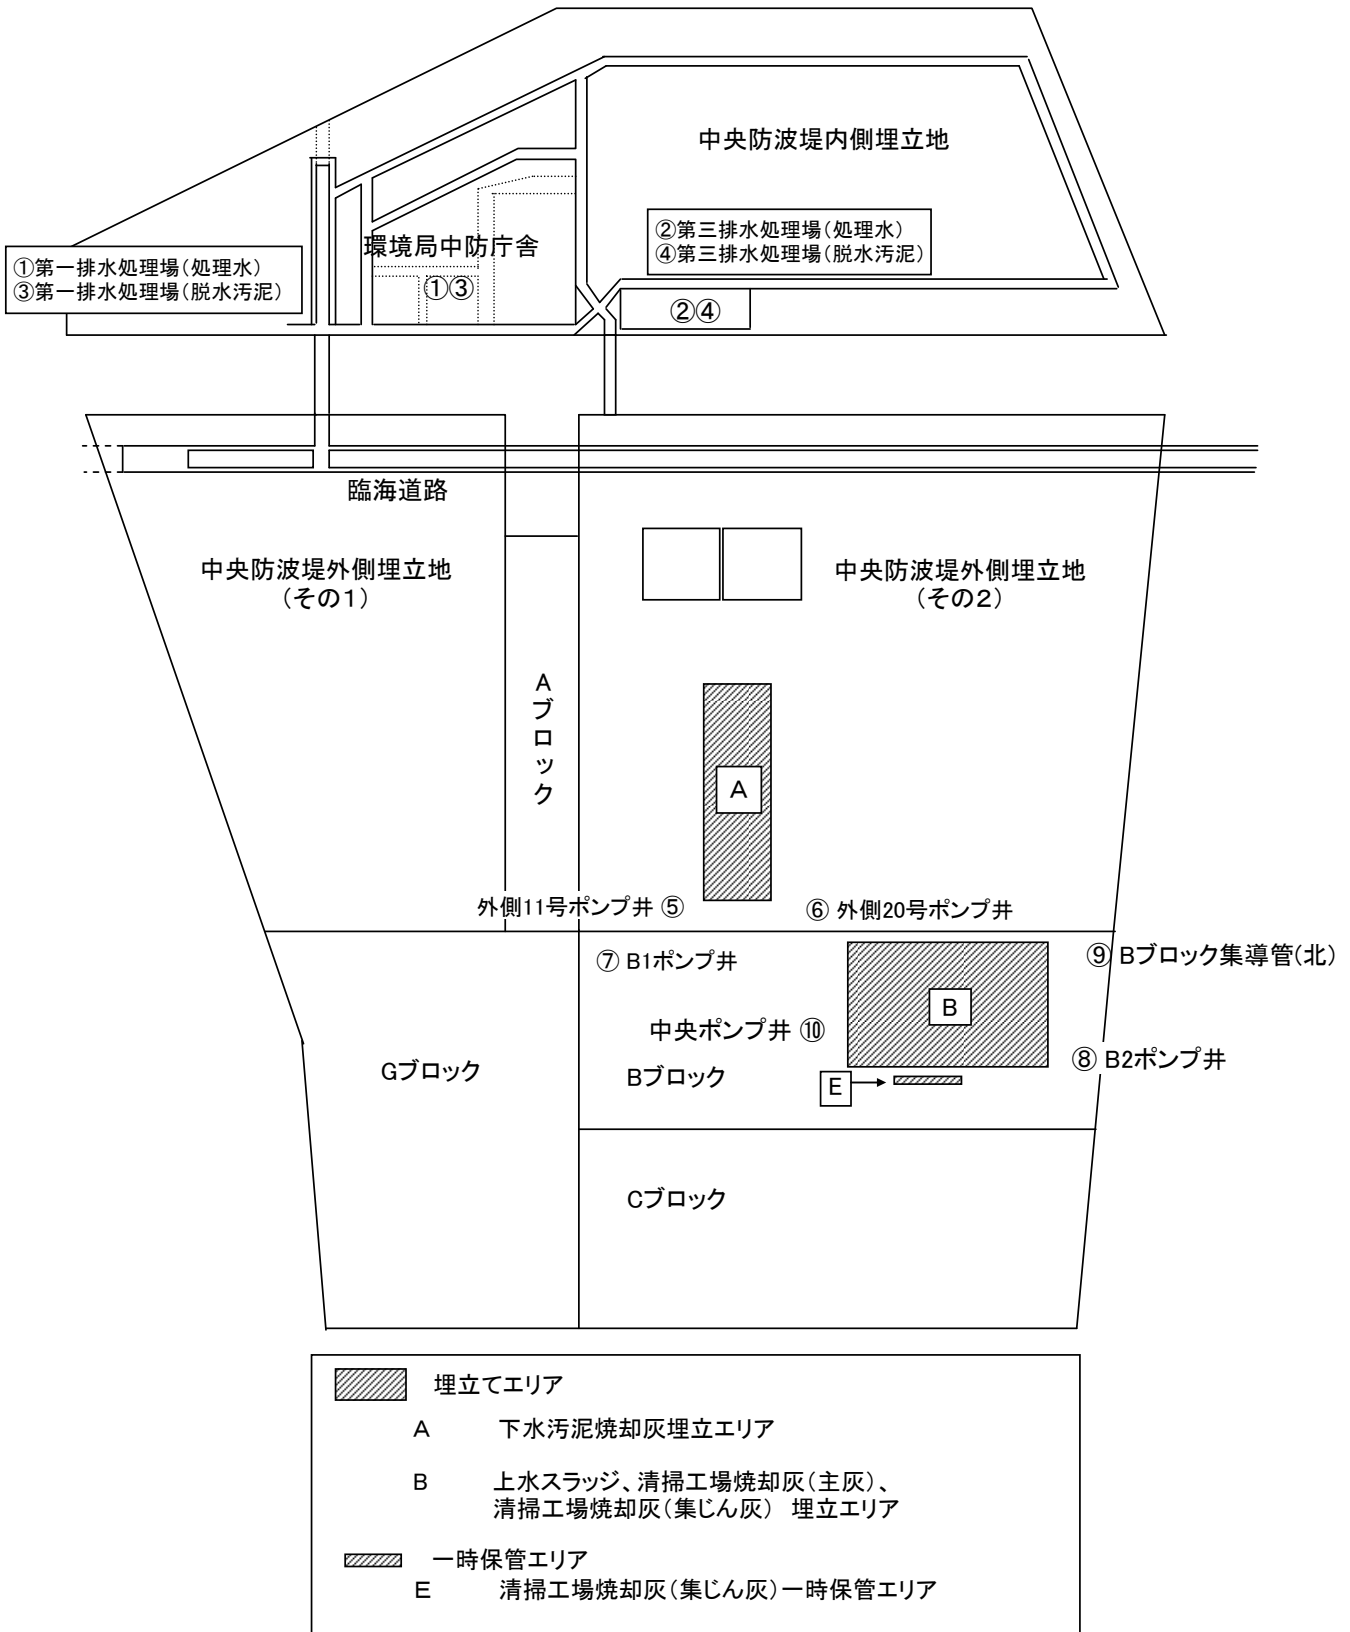 中央防波堤内側埋立地
②第三排水処理場(処理水)
④第三排水処理場(脱水汚泥)
環境局中防庁舎
①第一排水処理場(処理水)
③第一排水処理場(脱水汚泥)
①③
②④
臨海道路
中央防波堤外側埋立地
(その1)
中央防波堤外側埋立地
(その2)
Aブロック
A
外側11号ポンプ井 ⑤
⑥ 外側20号ポンプ井
⑦ B1ポンプ井
⑨ Bブロック集導管(北)
B
中央ポンプ井 ⑩
⑧ B2ポンプ井
Gブロック
Bブロック
E
Cブロック
埋立てエリア
A 下水汚泥焼却灰埋立エリア
B 上水スラッジ、清掃工場焼却灰(主灰)、
清掃工場焼却灰(集じん灰) 埋立エリア
一時保管エリア
E 清掃工場焼却灰(集じん灰)一時保管エリア